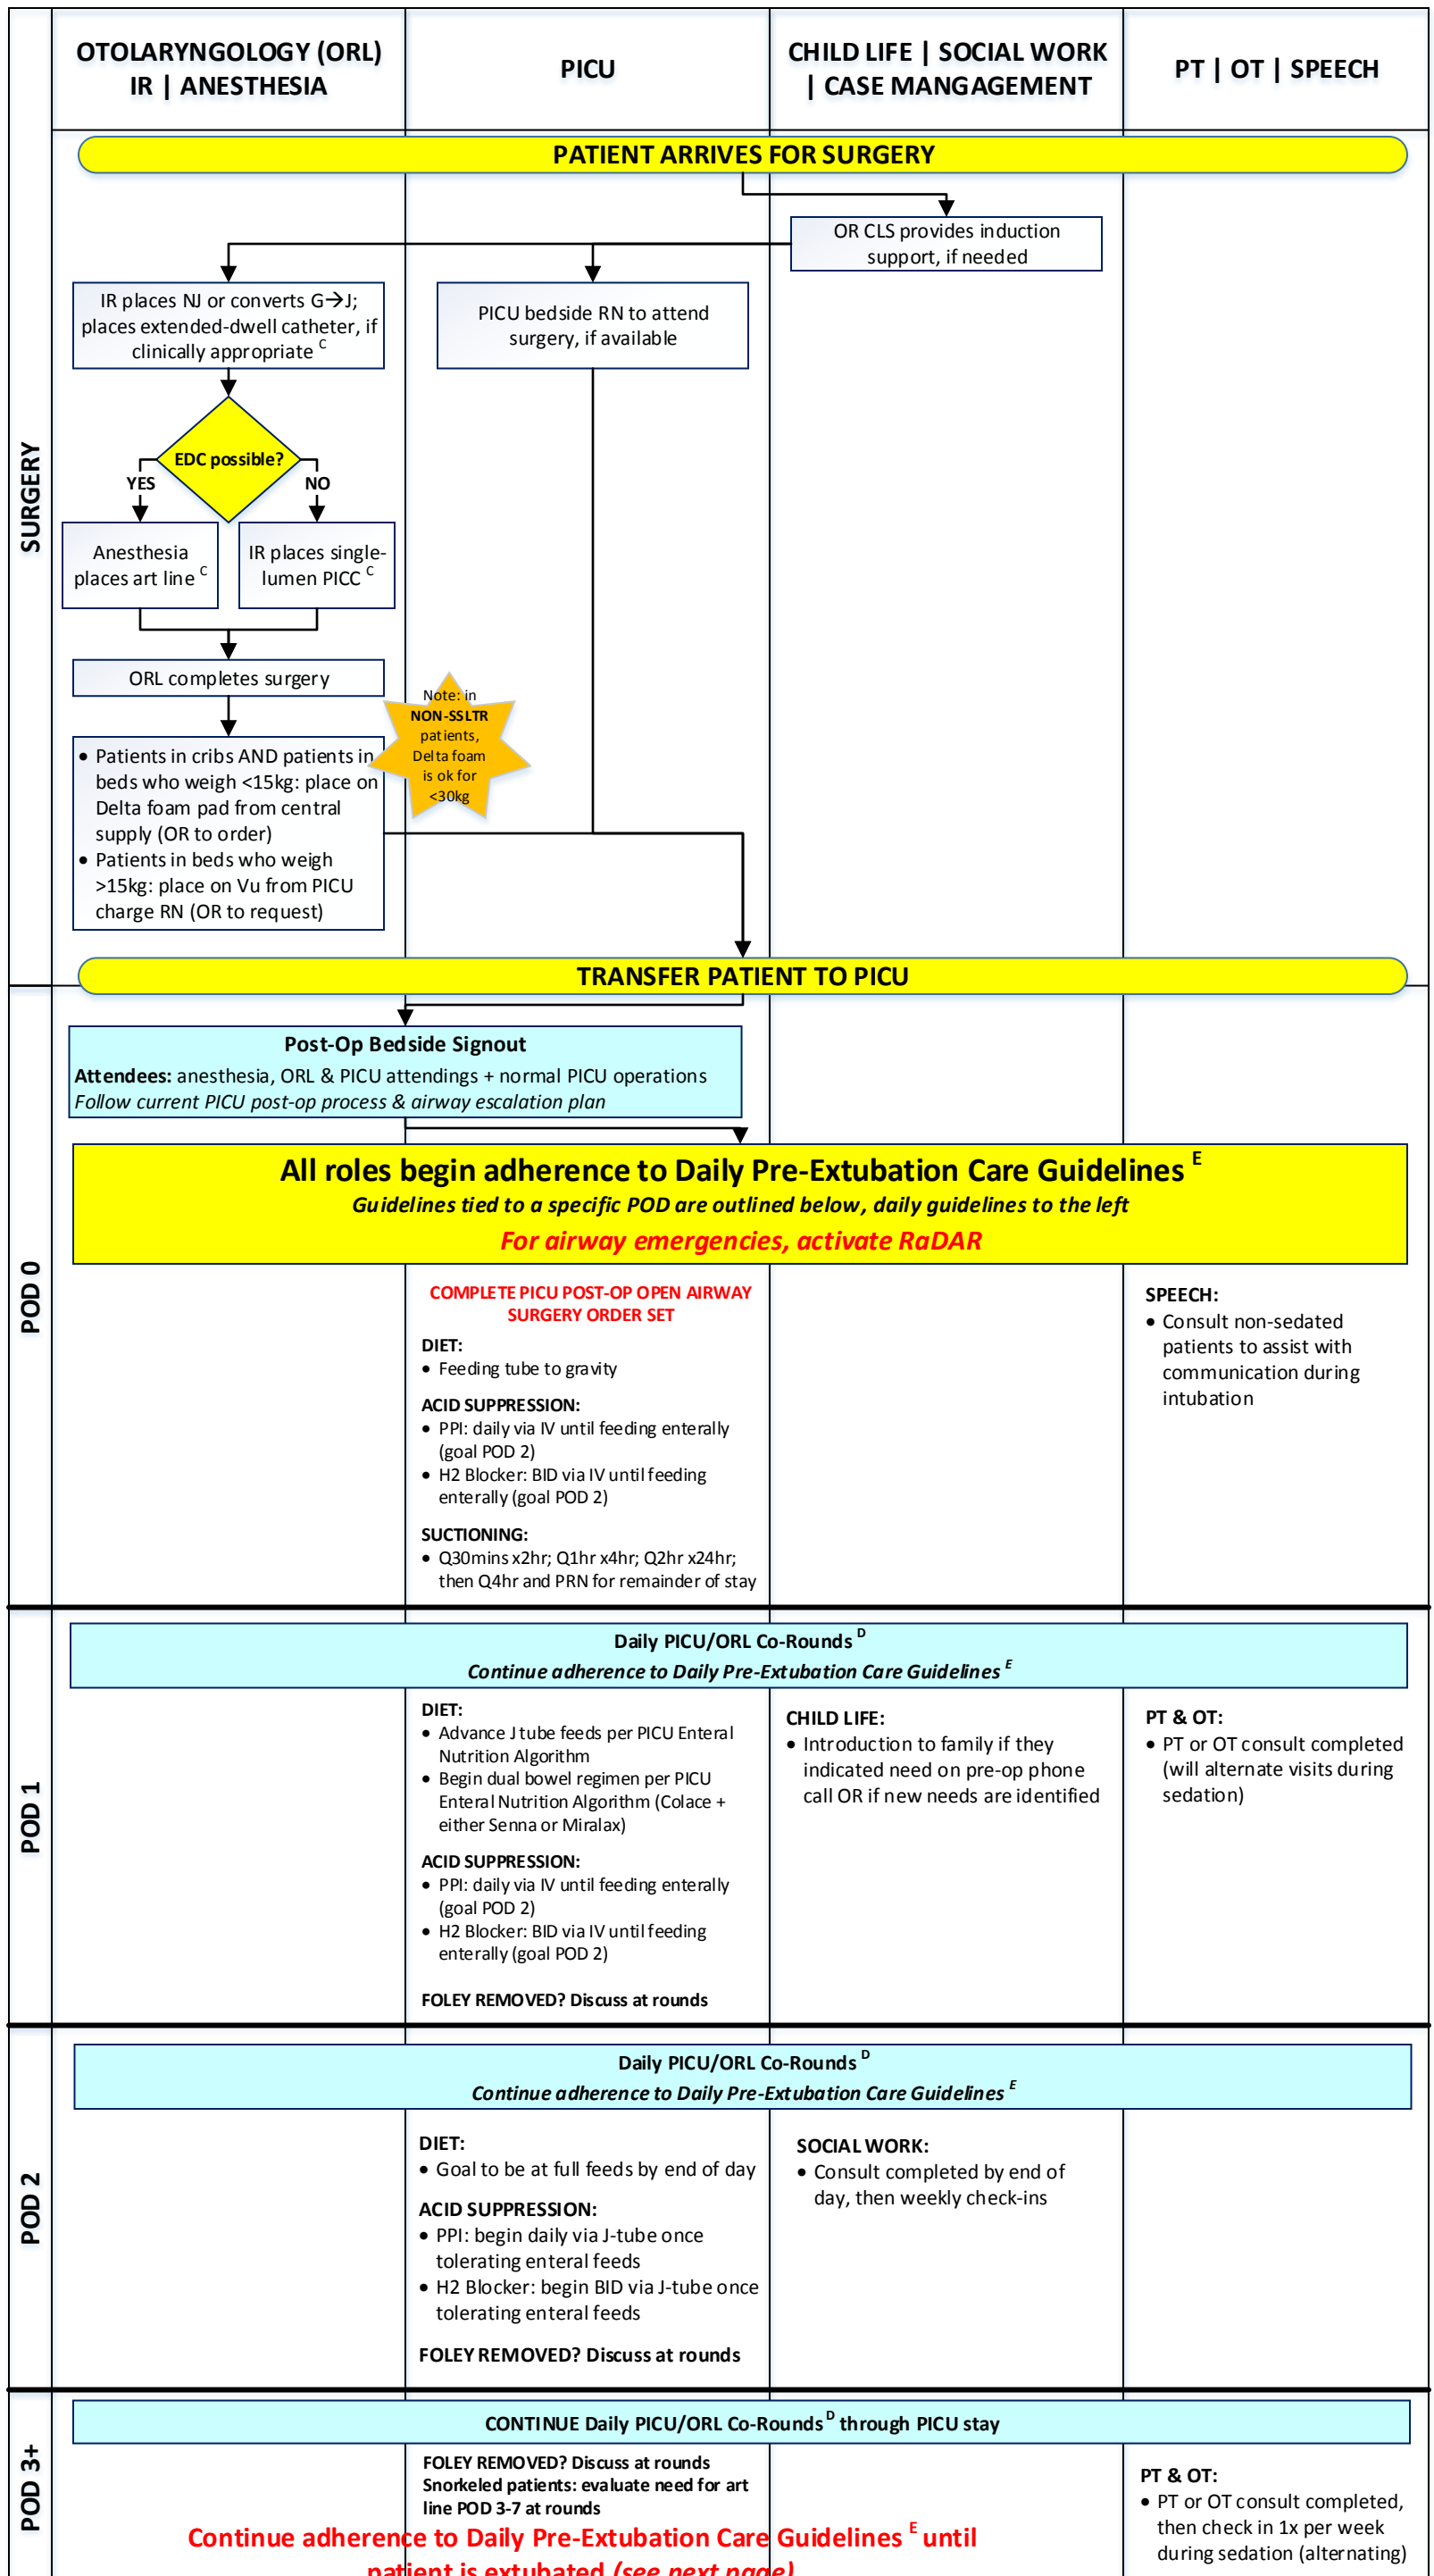 OTOLARYNGOLOGY (ORL)
IR | ANESTHESIA
PICU
CHILD LIFE | SOCIAL WORK
| CASE MANGAGEMENT
PT | OT | SPEECH
SURGERY
PATIENT ARRIVES FOR SURGERY
OR CLS provides induction
support, if needed
IR places NJ or converts G→J;
places extended-dwell catheter, if
clinically appropriate C
PICU bedside RN to attend
surgery, if available
EDC possible?
YES
NO
Anesthesia
places art line C
IR places single-
lumen PICC C
ORL completes surgery
Note: in
NON-SSLTR
patients,
Delta foam
is ok for
<30kg
• Patients in cribs AND patients in
beds who weigh <15kg: place on
Delta foam pad from central
supply (OR to order)
• Patients in beds who weigh
>15kg: place on Vu from PICU
charge RN (OR to request)
TRANSFER PATIENT TO PICU
POD 0
Post-Op Bedside Signout
Attendees: anesthesia, ORL & PICU attendings + normal PICU operations
Follow current PICU post-op process & airway escalation plan
All roles begin adherence to Daily Pre-Extubation Care Guidelines E
Guidelines tied to a specific POD are outlined below, daily guidelines to the left
For airway emergencies, activate RaDAR
COMPLETE PICU POST-OP OPEN AIRWAY
SURGERY ORDER SET
DIET:
• Feeding tube to gravity
ACID SUPPRESSION:
• PPI: daily via IV until feeding enterally
(goal POD 2)
• H2 Blocker: BID via IV until feeding
enterally (goal POD 2)
SUCTIONING:
• Q30mins x2hr; Q1hr x4hr; Q2hr x24hr;
then Q4hr and PRN for remainder of stay
SPEECH:
• Consult non-sedated
patients to assist with
communication during
intubation
POD 1
Daily PICU/ORL Co-Rounds D
Continue adherence to Daily Pre-Extubation Care Guidelines E
DIET:
• Advance J tube feeds per PICU Enteral
Nutrition Algorithm
• Begin dual bowel regimen per PICU
Enteral Nutrition Algorithm (Colace +
either Senna or Miralax)
ACID SUPPRESSION:
• PPI: daily via IV until feeding enterally
(goal POD 2)
• H2 Blocker: BID via IV until feeding
enterally (goal POD 2)
FOLEY REMOVED? Discuss at rounds
CHILD LIFE:
• Introduction to family if they
indicated need on pre-op phone
call OR if new needs are identified
PT & OT:
• PT or OT consult completed
(will alternate visits during
sedation)
POD 2
Daily PICU/ORL Co-Rounds D
Continue adherence to Daily Pre-Extubation Care Guidelines E
DIET:
• Goal to be at full feeds by end of day
ACID SUPPRESSION:
• PPI: begin daily via J-tube once
tolerating enteral feeds
• H2 Blocker: begin BID via J-tube once
tolerating enteral feeds
FOLEY REMOVED? Discuss at rounds
SOCIAL WORK:
• Consult completed by end of
day, then weekly check-ins
POD 3+
CONTINUE Daily PICU/ORL Co-Rounds D through PICU stay
FOLEY REMOVED? Discuss at rounds
Snorkeled patients: evaluate need for art
line POD 3-7 at rounds
PT & OT:
• PT or OT consult completed,
then check in 1x per week
during sedation (alternating)
Continue adherence to Daily Pre-Extubation Care Guidelines E until
patient is extubated (see next page)